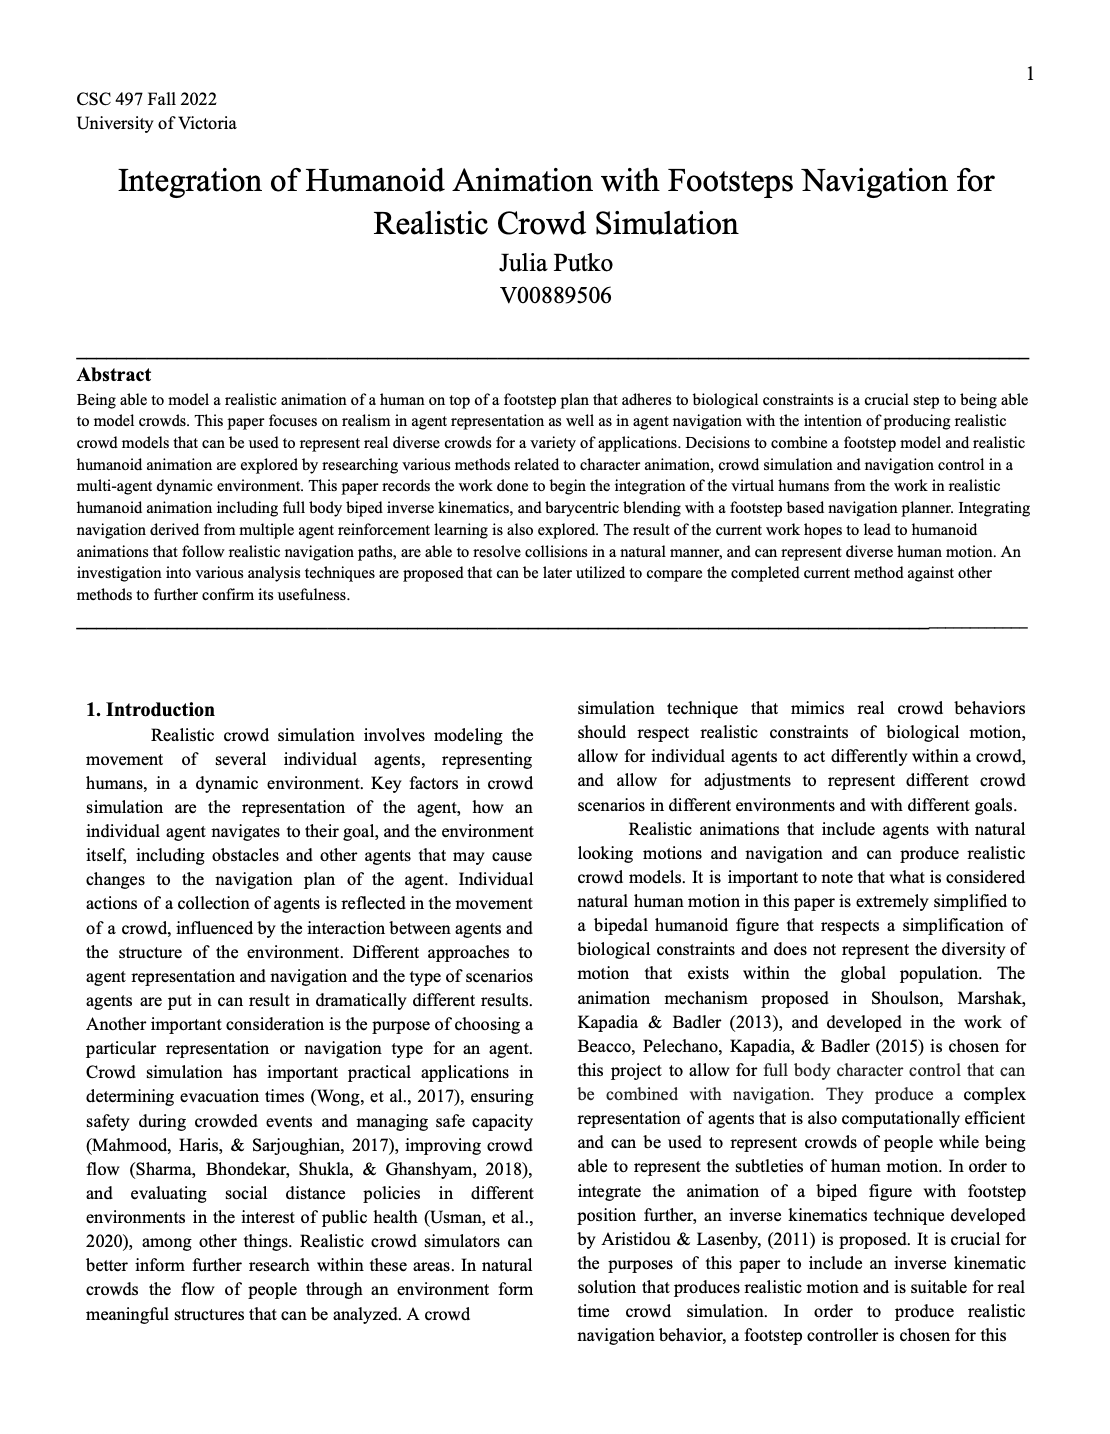 1
CSC 497 Fall 2022
University of Victoria
Integration of Humanoid Animation with Footsteps Navigation for
Realistic Crowd Simulation
Julia Putko
V00889506
Abstract
Being able to model a realistic animation of a human on top of a footstep plan that adheres to biological constraints is a crucial step to being able
to model crowds. This paper focuses on realism in agent representation as well as in agent navigation with the intention of producing realistic
crowd models that can be used to represent real diverse crowds for a variety of applications. Decisions to combine a footstep model and realistic
humanoid animation are explored by researching various methods related to character animation, crowd simulation and navigation control in a
multi-agent dynamic environment. This paper records the work done to begin the integration of the virtual humans from the work in realistic
humanoid animation including full body biped inverse kinematics, and barycentric blending with a footstep based navigation planner. Integrating
navigation derived from multiple agent reinforcement learning is also explored. The result of the current work hopes to lead to humanoid
animations that follow realistic navigation paths, are able to resolve collisions in a natural manner, and can represent diverse human motion. An
investigation into various analysis techniques are proposed that can be later utilized to compare the completed current method against other
methods to further confirm its usefulness.
1. Introduction
Realistic crowd simulation involves modeling the
movement of several individual agents, representing
humans, in a dynamic environment. Key factors in crowd
simulation are the representation of the agent, how an
individual agent navigates to their goal, and the environment
itself, including obstacles and other agents that may cause
changes to the navigation plan of the agent. Individual
actions of a collection of agents is reflected in the movement
of a crowd, influenced by the interaction between agents and
the structure of the environment. Different approaches to
agent representation and navigation and the type of scenarios
agents are put in can result in dramatically different results.
Another important consideration is the purpose of choosing a
particular representation or navigation type for an agent.
Crowd simulation has important practical applications in
determining evacuation times (Wong, et al., 2017), ensuring
safety during crowded events and managing safe capacity
(Mahmood, Haris, & Sarjoughian, 2017), improving crowd
flow (Sharma, Bhondekar, Shukla, & Ghanshyam, 2018),
and evaluating social distance policies in different
environments in the interest of public health (Usman, et al.,
2020), among other things. Realistic crowd simulators can
better inform further research within these areas. In natural
crowds the flow of people through an environment form
meaningful structures that can be analyzed. A crowd
simulation technique that mimics real crowd behaviors
should respect realistic constraints of biological motion,
allow for individual agents to act differently within a crowd,
and allow for adjustments to represent different crowd
scenarios in different environments and with different goals.
Realistic animations that include agents with natural
looking motions and navigation and can produce realistic
crowd models. It is important to note that what is considered
natural human motion in this paper is extremely simplified to
a bipedal humanoid figure that respects a simplification of
biological constraints and does not represent the diversity of
motion that exists within the global population. The
animation mechanism proposed in Shoulson, Marshak,
Kapadia & Badler (2013), and developed in the work of
Beacco, Pelechano, Kapadia, & Badler (2015) is chosen for
this project to allow for full body character control that can
be combined with navigation. They produce a complex
representation of agents that is also computationally efficient
and can be used to represent crowds of people while being
able to represent the subtleties of human motion. In order to
integrate the animation of a biped figure with footstep
position further, an inverse kinematics technique developed
by Aristidou & Lasenby, (2011) is proposed. It is crucial for
the purposes of this paper to include an inverse kinematic
solution that produces realistic motion and is suitable for real
time crowd simulation. In order to produce realistic
navigation behavior, a footstep controller is chosen for this